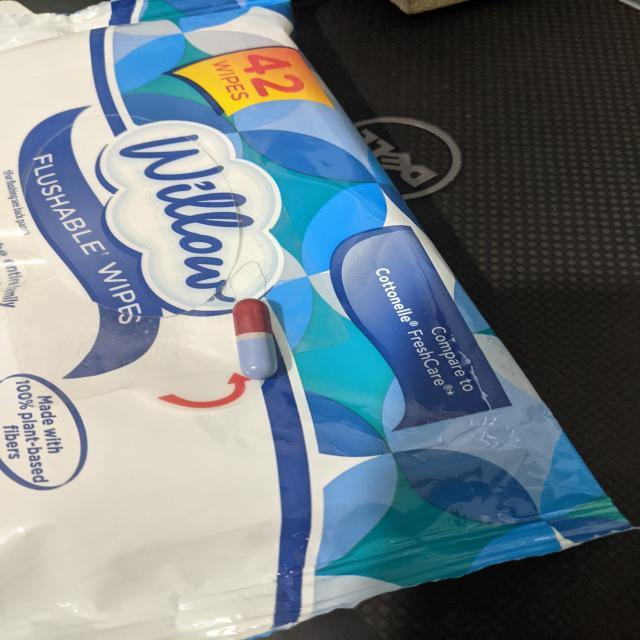 42
WIPES
Willow
FLUSHABLE† WIPES
Compare to
Cottonelle® FreshCare®*
Made with
100% plant-based
fibers
DELL